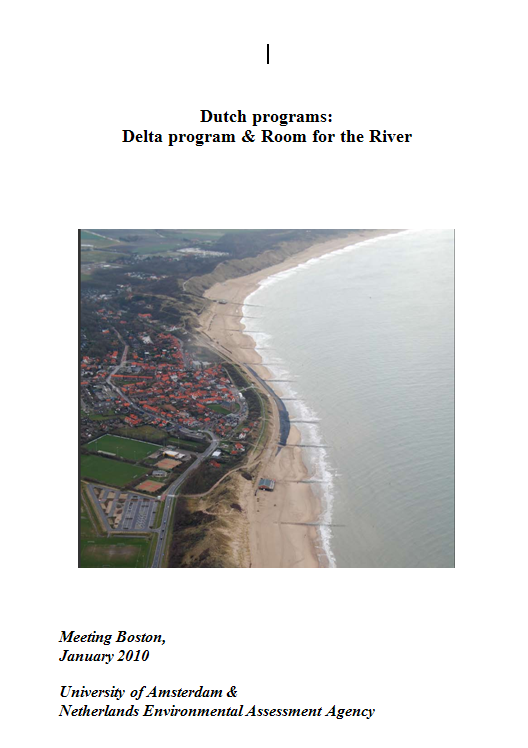 Dutch programs:
Delta program & Room for the River
Meeting Boston,
January 2010
University of Amsterdam &
Netherlands Environmental Assessment Agency